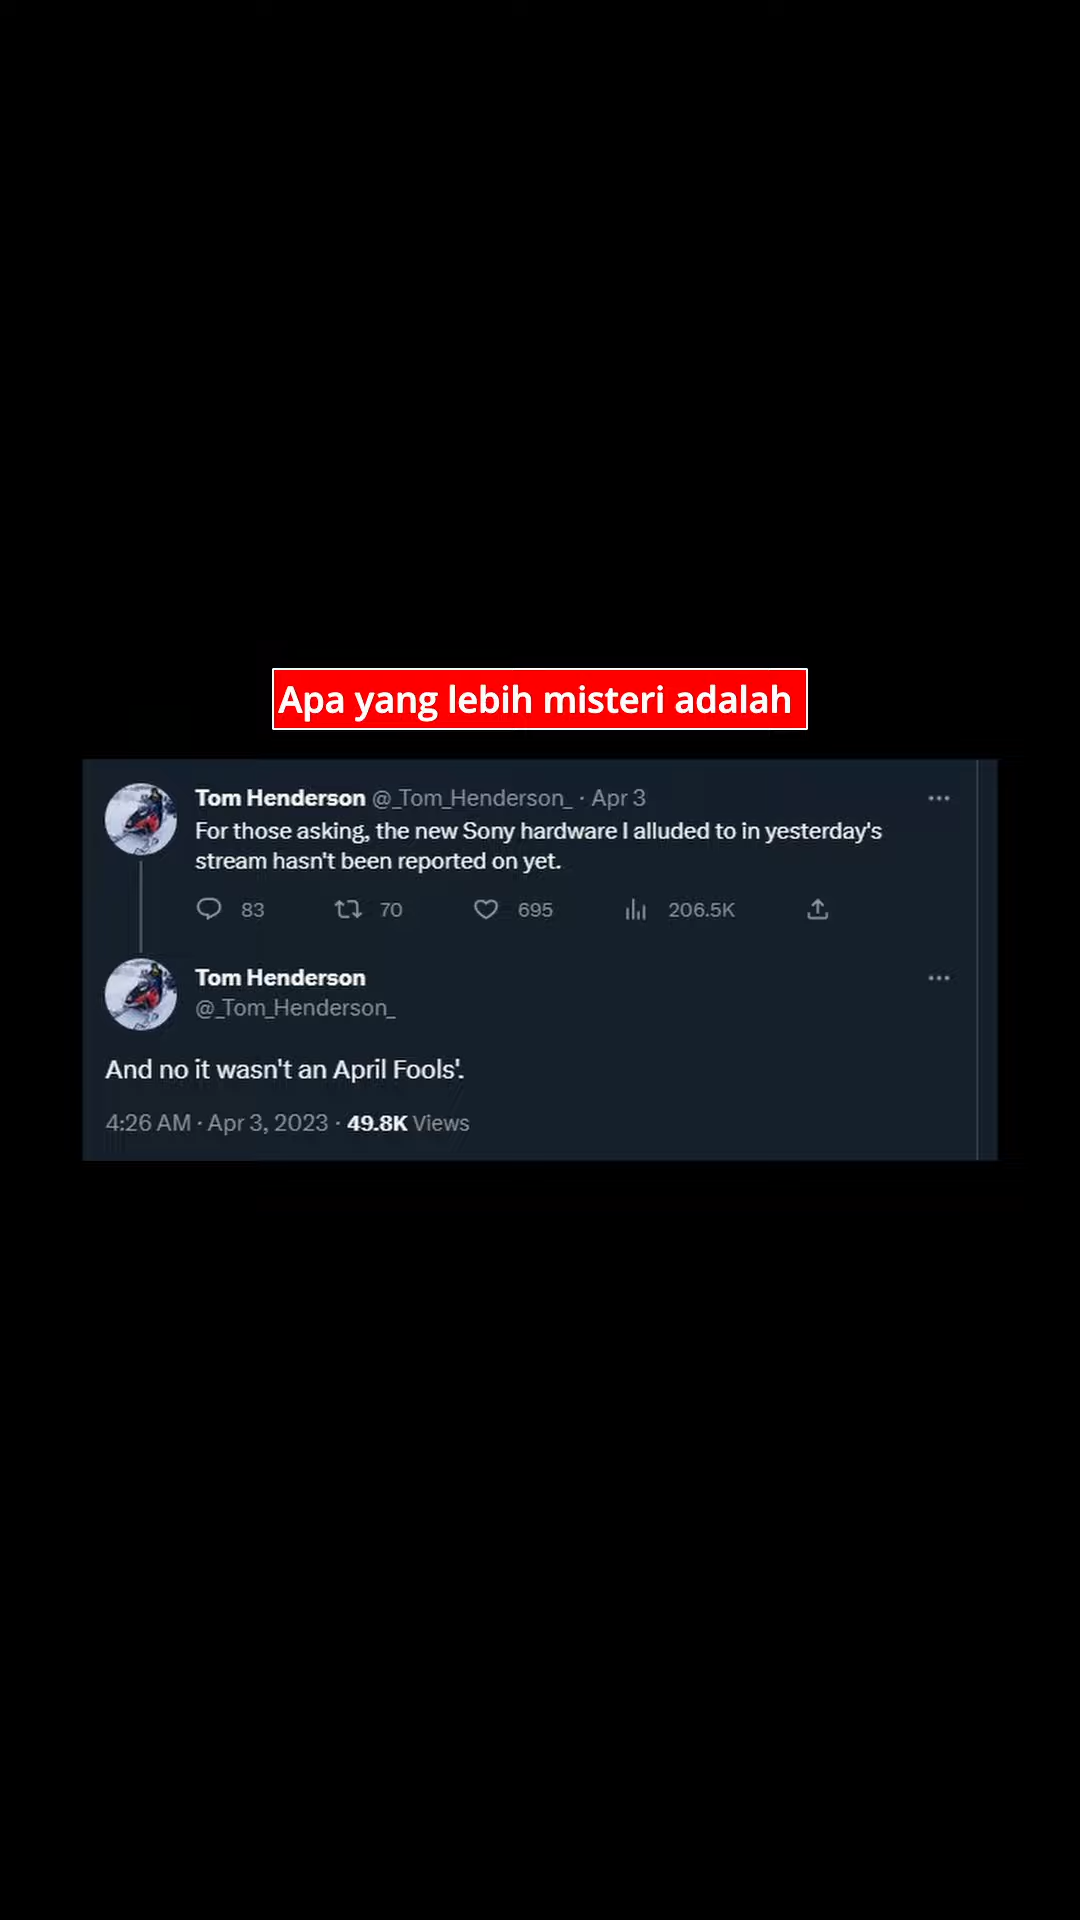 Apa yang lebih misteri adalah
Tom Henderson @_Tom_Henderson_ · Apr 3
For those asking, the new Sony hardware I alluded to in yesterday's
stream hasn't been reported on yet.
83 70 695 206.5K
Tom Henderson
@_Tom_Henderson_
And no it wasn't an April Fools'.
4:26 AM · Apr 3, 2023 · 49.8K Views